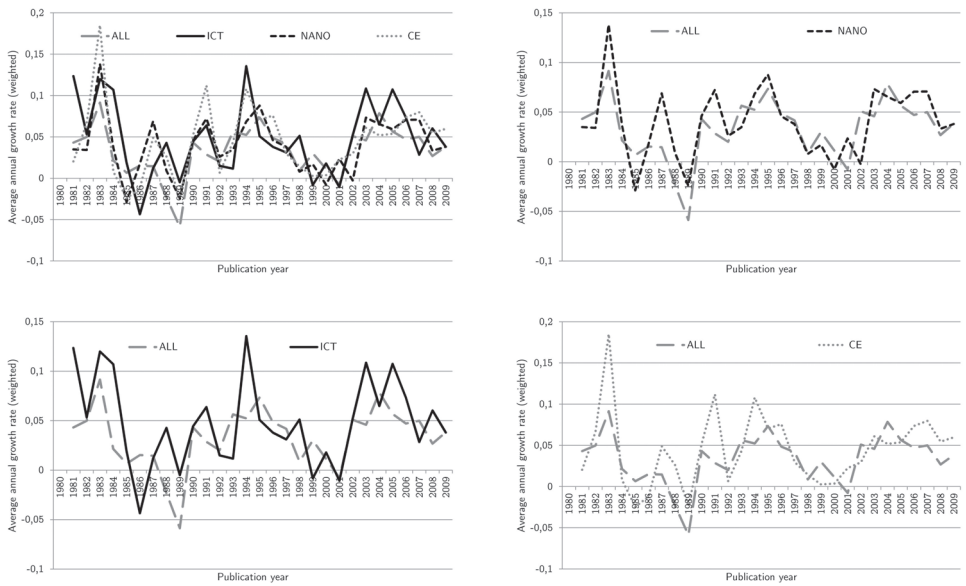 0,2
0,15
0,1
0,05
0
-0,05
-0,1
Average annual growth rate (weighted)
ALL
ICT
NANO
CE
1980 1981 1982 1983 1984 1985 1986 1987 1988 1989 1990 1991 1992 1993 1994 1995 1996 1997 1998 1999 2000 2001 2002 2003 2004 2005 2006 2007 2008 2009
Publication year
0,15
0,1
0,05
0
-0,05
-0,1
Average annual growth rate (weighted)
ALL
NANO
1980 1981 1982 1983 1984 1985 1986 1987 1988 1989 1990 1991 1992 1993 1994 1995 1996 1997 1998 1999 2000 2001 2002 2003 2004 2005 2006 2007 2008 2009
Publication year
0,15
0,1
0,05
0
-0,05
-0,1
Average annual growth rate (weighted)
ALL
ICT
1980 1981 1982 1983 1984 1985 1986 1987 1988 1989 1990 1991 1992 1993 1994 1995 1996 1997 1998 1999 2000 2001 2002 2003 2004 2005 2006 2007 2008 2009
Publication year
0,2
0,15
0,1
0,05
0
-0,05
-0,1
Average annual growth rate (weighted)
ALL
CE
1980 1981 1982 1983 1984 1985 1986 1987 1988 1989 1990 1991 1992 1993 1994 1995 1996 1997 1998 1999 2000 2001 2002 2003 2004 2005 2006 2007 2008 2009
Publication year